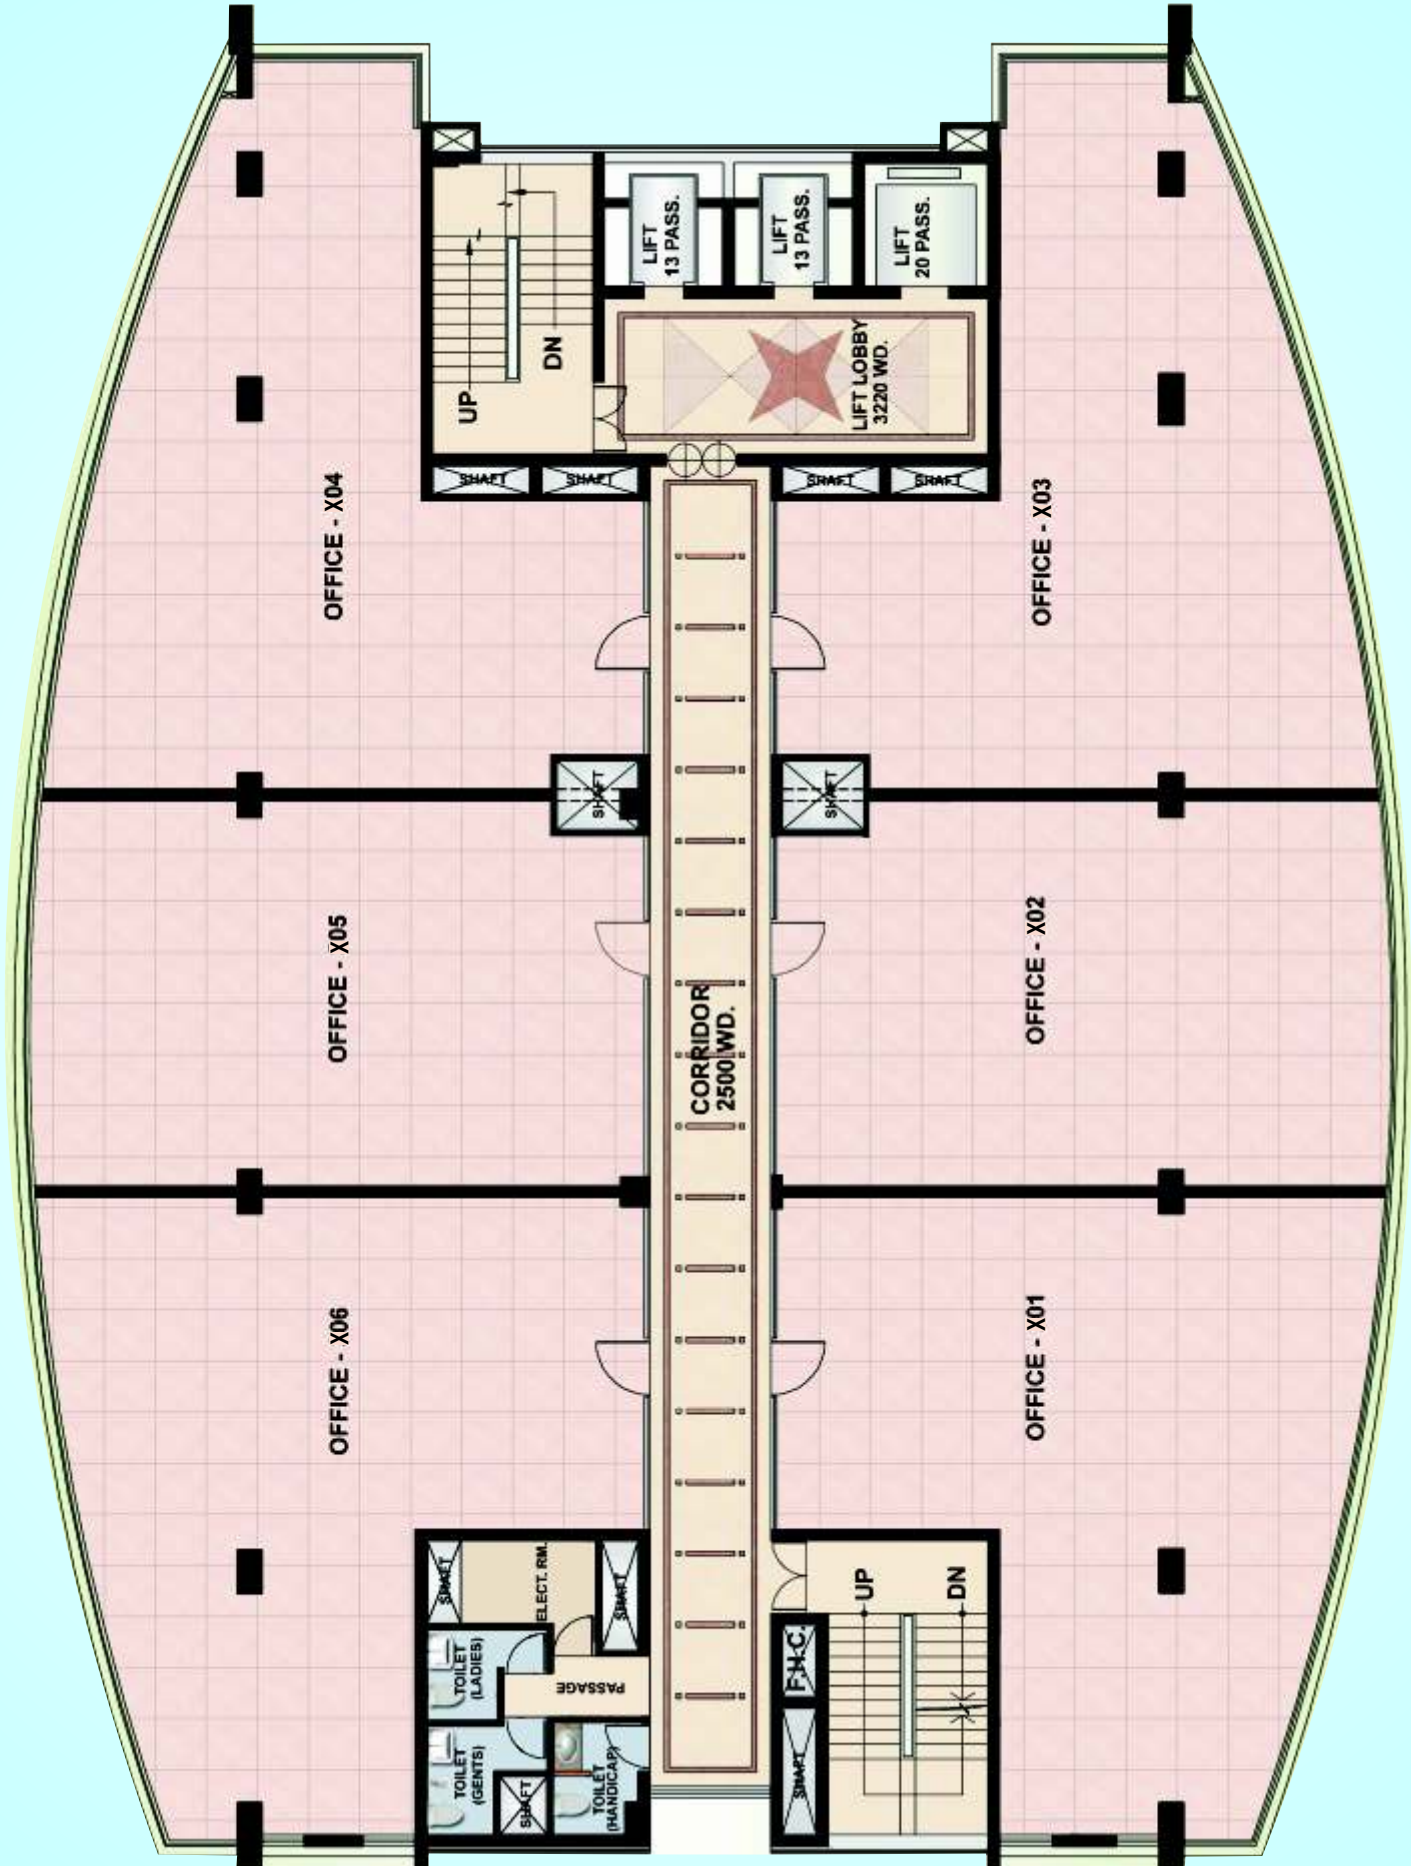 LIFT
13 PASS.
LIFT
13 PASS.
LIFT
20 PASS.
UP
DN
LIFT LOBBY
3220 WD.
SHAFT
SHAFT
SHAFT
SHAFT
OFFICE - X04
OFFICE - X03
SHAFT
SHAFT
OFFICE - X05
OFFICE - X02
CORRIDOR
2500 WD.
OFFICE - X06
OFFICE - X01
SHAFT
ELECT. RM.
SHAFT
UP
DN
TOILET
(LADIES)
PASSAGE
F.H.C.
TOILET
(GENTS)
SHAFT
TOILET
(HANDICAP)
SHAFT